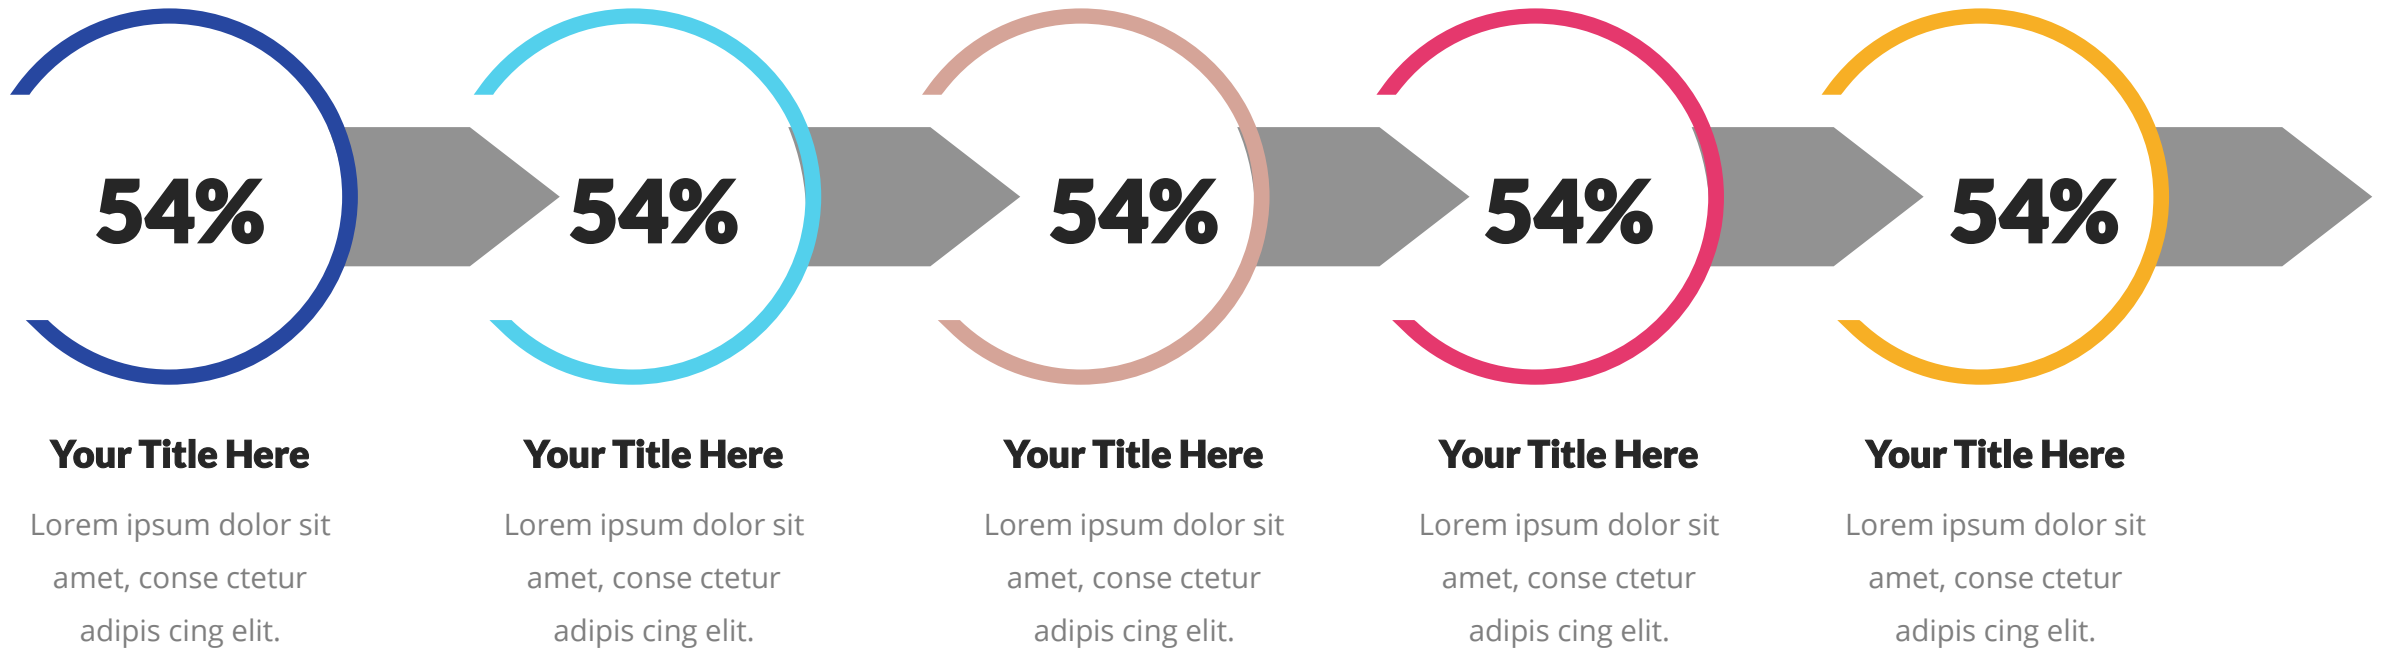 54%
54%
54%
54%
54%
Your Title Here
Lorem ipsum dolor sit
amet, conse ctetur
adipis cing elit.
Your Title Here
Lorem ipsum dolor sit
amet, conse ctetur
adipis cing elit.
Your Title Here
Lorem ipsum dolor sit
amet, conse ctetur
adipis cing elit.
Your Title Here
Lorem ipsum dolor sit
amet, conse ctetur
adipis cing elit.
Your Title Here
Lorem ipsum dolor sit
amet, conse ctetur
adipis cing elit.